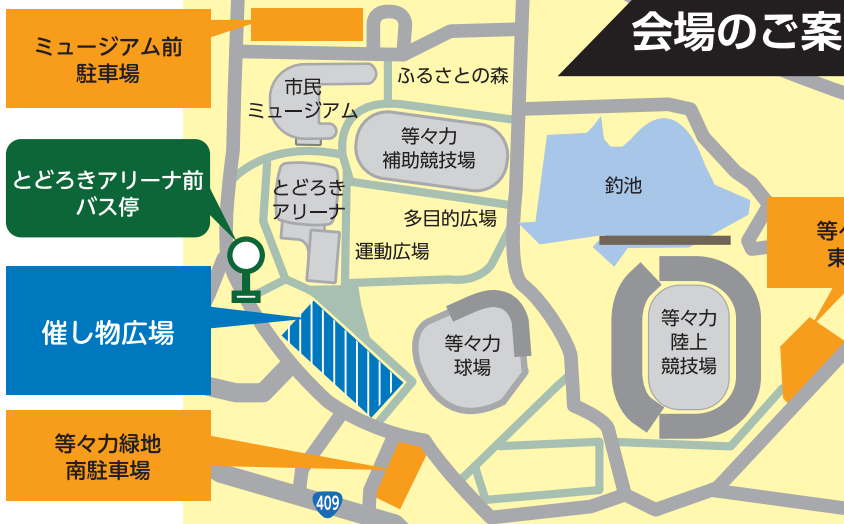 会場のご案
ミュージアム前
駐車場
ふるさとの森
市民
ミュージアム
等々力
補助競技場
とどろきアリーナ前
バス停
とどろき
アリーナ
釣池
多目的広場
運動広場
等々
東
催し物広場
等々力
球場
等々力
陸上
競技場
等々力緑地
南駐車場
409